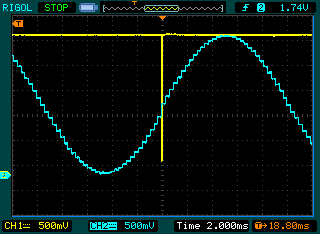 RIGOL STOP T f 2 1.74V
T
2
CH1 500mV CH2 500mV Time 2.000ms T→18.80ms